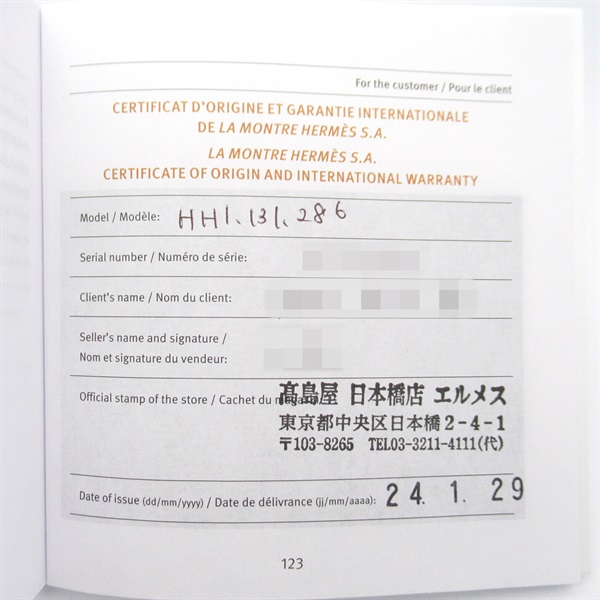 For the customer / Pour le client
CERTIFICAT D'ORIGINE ET GARANTIE INTERNATIONALE
DE LA MONTRE HERMÈS S.A.
LA MONTRE HERMÈS S.A.
CERTIFICATE OF ORIGIN AND INTERNATIONAL WARRANTY
Model / Modèle: HH1.131.286
Serial number / Numéro de série:
Client's name / Nom du client:
Seller's name and signature /
Nom et signature du vendeur:
Official stamp of the store / Cachet du magasin
髙島屋 日本橋店 エルメス
東京都中央区日本橋2-4-1
〒103-8265 TEL03-3211-4111(代)
Date of issue (dd/mm/yyyy) / Date de délivrance (jj/mm/aaaa): 24. 1. 29
123